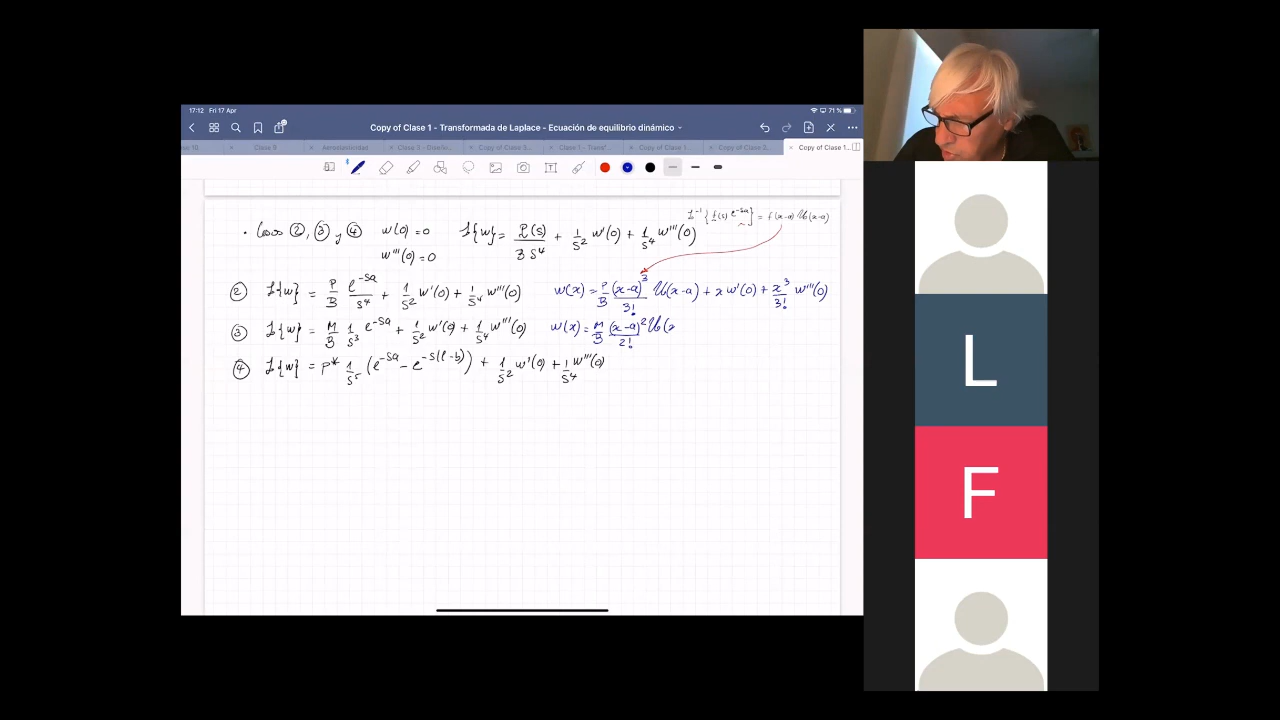 17:12 Fri 17 Apr
71 %
Copy of Clase 1 - Transformada de Laplace - Ecuación de equilibrio dinámico
Clase 9
Aeroelasticidad
Copy of Clase 3...
Clase 1 - Transf...
Copy of Clase 1...
Copy of Clase 2...
Copy of Clase 1...
ℒ⁻¹{f(s) e^{-sa}} = f(x-a) U(x-a)
· Casos ②, ③ y ④ w(0)=0 ℒ{w} = P(s)/(B s⁴) + 1/s² w'(0) + 1/s⁴ w'''(0)
w''(0)=0
② ℒ{w} = P/B e^{-sa}/s⁴ + 1/s² w'(0) + 1/s⁴ w'''(0) w(x) = P/B (x-a)³/3! U(x-a) + x w'(0) + x³/3! w'''(0)
③ ℒ{w} = M/B 1/s³ e^{-sa} + 1/s² w'(0) + 1/s⁴ w'''(0) w(x) = M/B (x-a)²/2! U(x
④ ℒ{w} = P* 1/s⁵ (e^{-sa} - e^{-s(l-b)}) + 1/s² w'(0) + 1/s⁴ w'''(0)
L
F